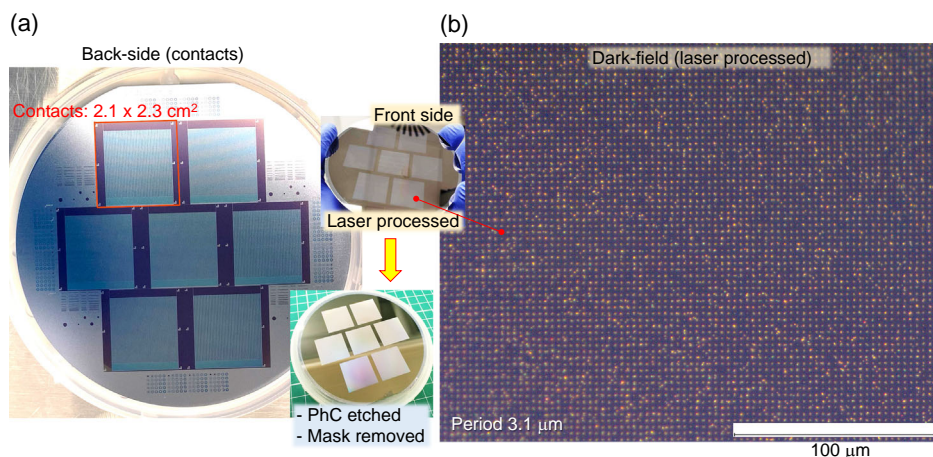 (a)
Back-side (contacts)
Contacts: 2.1 x 2.3 cm²
Front side
Laser processed
- PhC etched
- Mask removed
(b)
Dark-field (laser processed)
Period 3.1 μm
100 μm